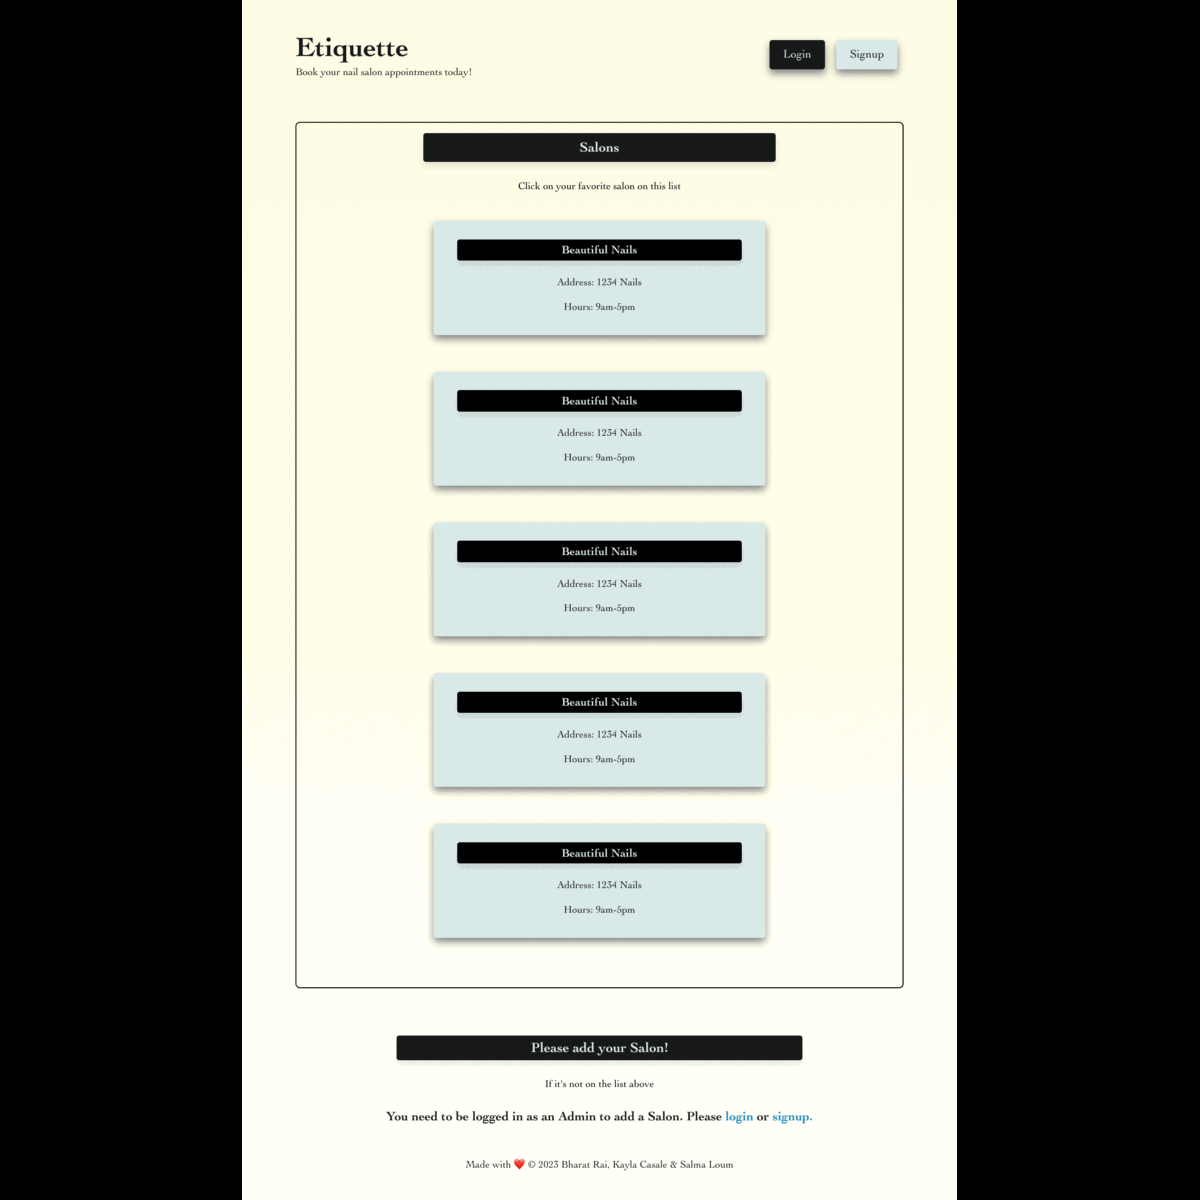 Etiquette
Book your nail salon appointments today!
Login
Signup
Salons
Click on your favorite salon on this list
Beautiful Nails
Address: 1234 Nails
Hours: 9am-5pm
Beautiful Nails
Address: 1234 Nails
Hours: 9am-5pm
Beautiful Nails
Address: 1234 Nails
Hours: 9am-5pm
Beautiful Nails
Address: 1234 Nails
Hours: 9am-5pm
Beautiful Nails
Address: 1234 Nails
Hours: 9am-5pm
Please add your Salon!
If it's not on the list above
You need to be logged in as an Admin to add a Salon. Please login or signup.
Made with ❤️ © 2023 Bharat Rai, Kayla Casale & Salma Loum